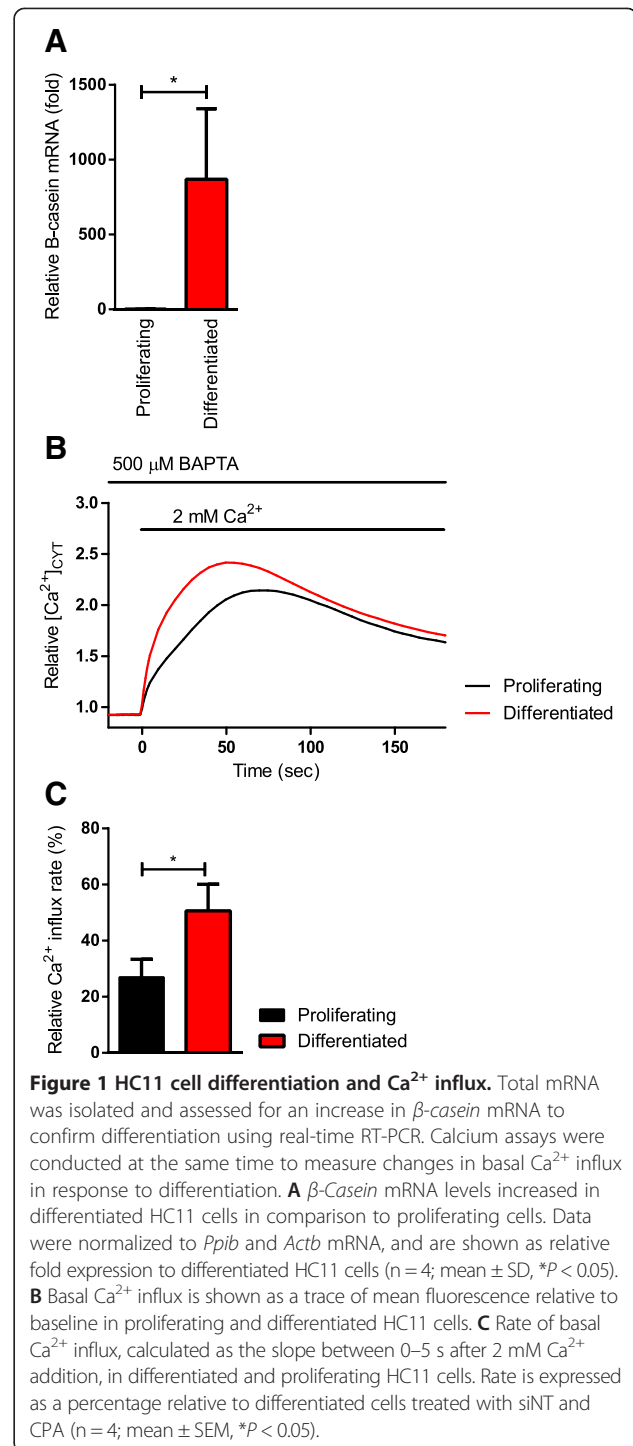 A
*
1500
1000
500
0
Relative B-casein mRNA (fold)
Proliferating
Differentiated
B
500 μM BAPTA
2 mM Ca²⁺
3.0
2.5
2.0
1.5
1.0
Relative [Ca²⁺]CYT
0 50 100 150
Time (sec)
Proliferating
Differentiated
C
*
80
60
40
20
0
Relative Ca²⁺ influx rate (%)
Proliferating
Differentiated
Figure 1 HC11 cell differentiation and Ca²⁺ influx. Total mRNA
was isolated and assessed for an increase in β-casein mRNA to
confirm differentiation using real-time RT-PCR. Calcium assays were
conducted at the same time to measure changes in basal Ca²⁺ influx
in response to differentiation. A β-Casein mRNA levels increased in
differentiated HC11 cells in comparison to proliferating cells. Data
were normalized to Ppib and Actb mRNA, and are shown as relative
fold expression to differentiated HC11 cells (n = 4; mean ± SD, *P < 0.05).
B Basal Ca²⁺ influx is shown as a trace of mean fluorescence relative to
baseline in proliferating and differentiated HC11 cells. C Rate of basal
Ca²⁺ influx, calculated as the slope between 0–5 s after 2 mM Ca²⁺
addition, in differentiated and proliferating HC11 cells. Rate is expressed
as a percentage relative to differentiated cells treated with siNT and
CPA (n = 4; mean ± SEM, *P < 0.05).